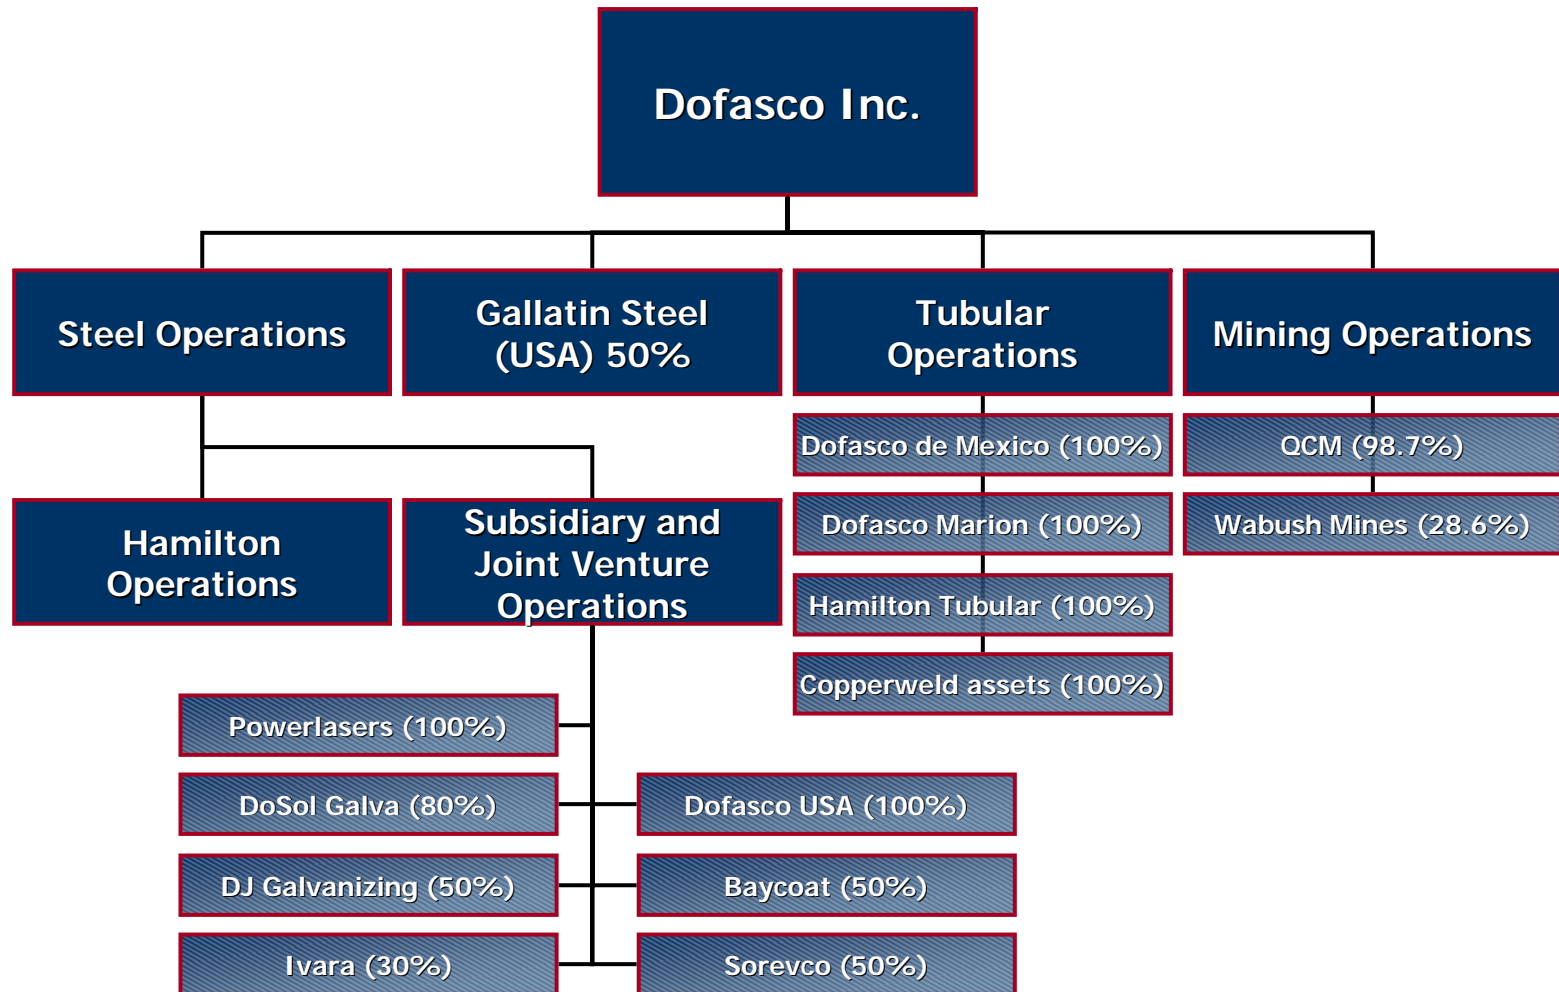 Dofasco Inc.
Steel Operations
Gallatin Steel
(USA) 50%
Tubular
Operations
Mining Operations
Dofasco de Mexico (100%)
QCM (98.7%)
Dofasco Marion (100%)
Wabush Mines (28.6%)
Hamilton Tubular (100%)
Copperweld assets (100%)
Hamilton
Operations
Subsidiary and
Joint Venture
Operations
Powerlasers (100%)
DoSol Galva (80%)
Dofasco USA (100%)
DJ Galvanizing (50%)
Baycoat (50%)
Ivara (30%)
Sorevco (50%)